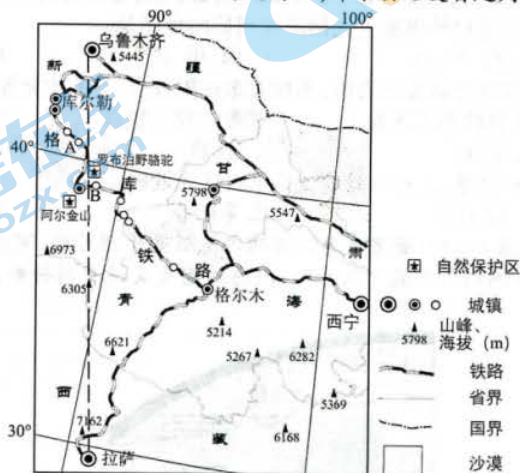 90°
100°
乌鲁木齐
5445
新
疆
库尔勒
格
A
40°
罗布泊野骆驼
甘
库
B
5798
阿尔金山
5547
6973
铁
肃
自然保护区
6305
路
青
格尔木
海
西宁
城镇
5214
山峰、
5798 海拔（m）
6621
5267
6282
铁路
西
5369
省界
7162
国界
30°
藏
6168
拉萨
沙漠